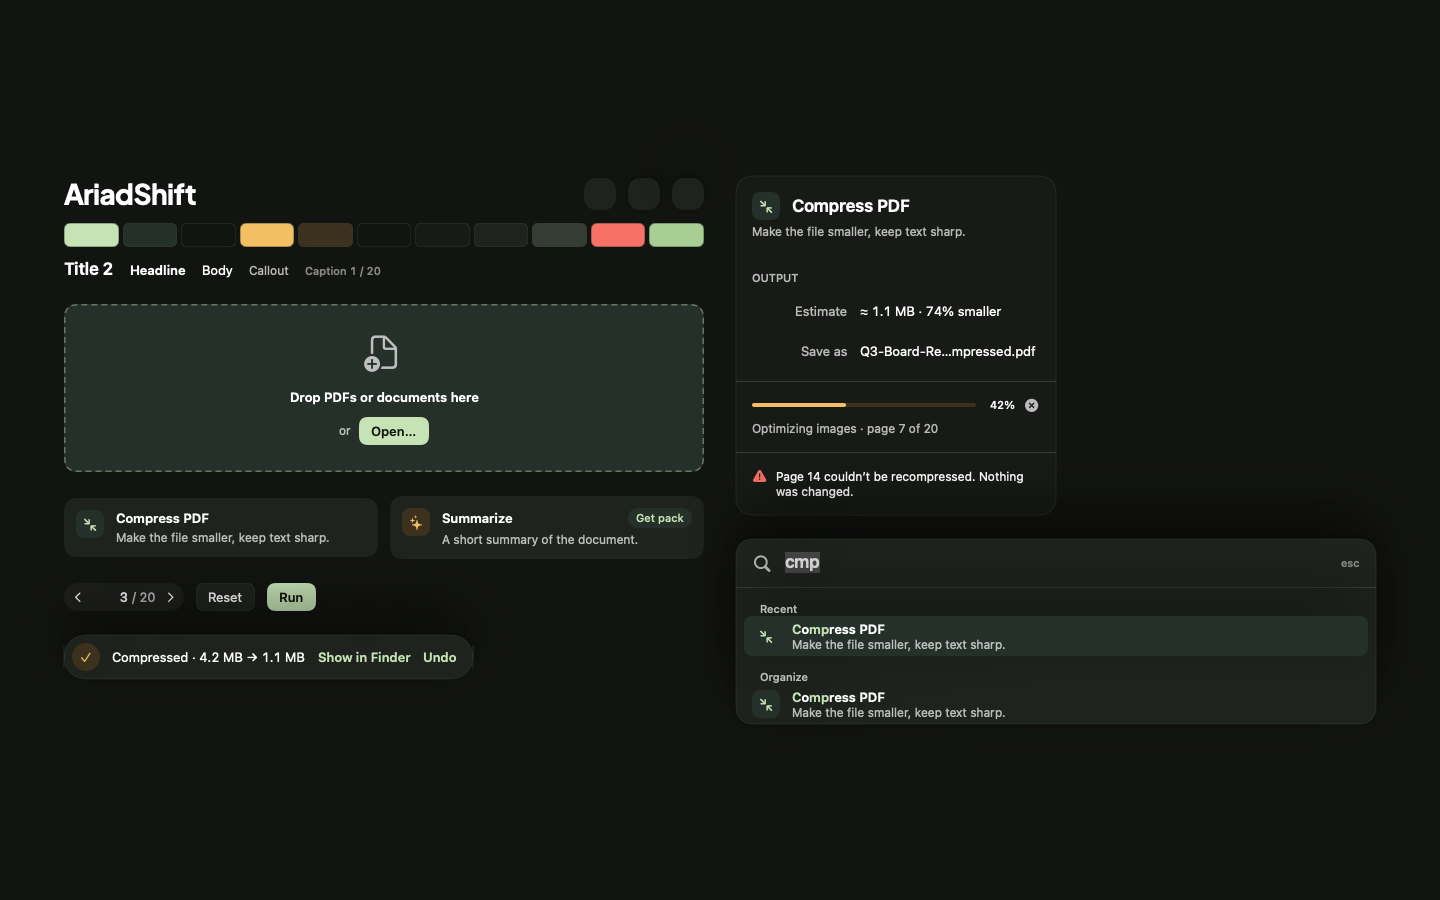 AriadShift
Title 2 Headline Body Callout Caption 1 / 20
Drop PDFs or documents here
or Open...
Compress PDF
Make the file smaller, keep text sharp.
Summarize Get pack
A short summary of the document.
3 / 20 Reset Run
Compressed · 4.2 MB → 1.1 MB Show in Finder Undo
Compress PDF
Make the file smaller, keep text sharp.
OUTPUT
Estimate ≈ 1.1 MB · 74% smaller
Save as Q3-Board-Re...mpressed.pdf
42%
Optimizing images · page 7 of 20
Page 14 couldn’t be recompressed. Nothing
was changed.
cmp esc
Recent
Compress PDF
Make the file smaller, keep text sharp.
Organize
Compress PDF
Make the file smaller, keep text sharp.